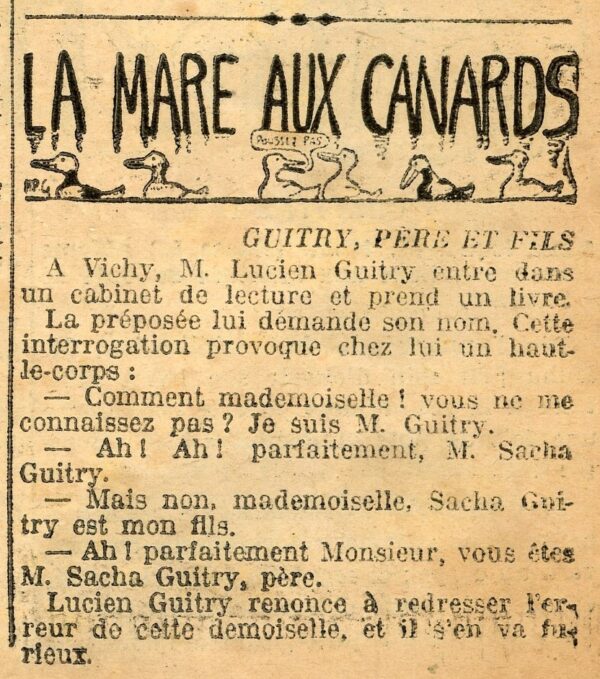 LA MARE AUX CANARDS
POUSSEZ PAS
GUITRY, PÈRE ET FILS
A Vichy, M. Lucien Guitry entre dans
un cabinet de lecture et prend un livre.
La préposée lui demande son nom. Cette
interrogation provoque chez lui un haut-
le-corps :
— Comment mademoiselle ! vous ne me
connaissez pas ? Je suis M. Guitry.
— Ah ! Ah ! parfaitement, M. Sacha
Guitry.
— Mais non, mademoiselle, Sacha Gui-
try est mon fils.
— Ah ! parfaitement Monsieur, vous êtes
M. Sacha Guitry, père.
Lucien Guitry renonce à redresser l'er-
reur de cette demoiselle, et il s'en va fu-
rieux.